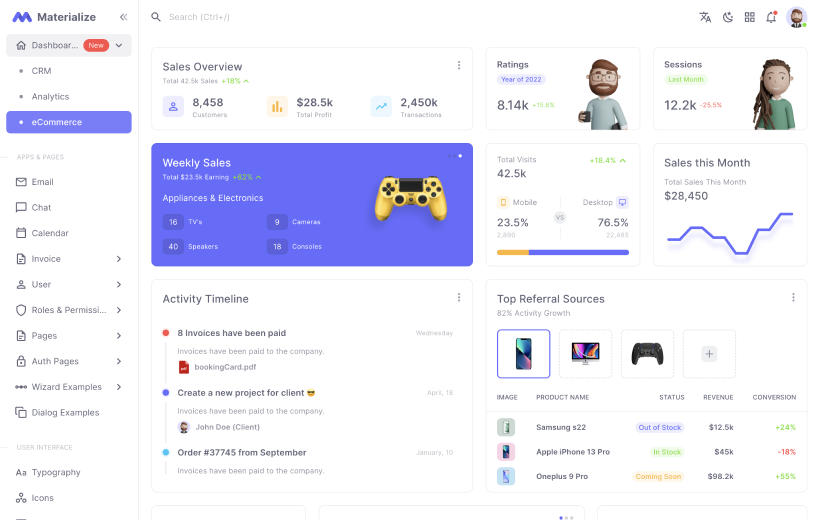 Materialize
Search (Ctrl+/)
Dashboar...
New
CRM
Analytics
eCommerce
APPS & PAGES
Email
Chat
Calendar
Invoice
User
Roles & Permissi...
Pages
Auth Pages
Wizard Examples
Dialog Examples
USER INTERFACE
Aa Typography
Icons
Sales Overview
Total 42.5k Sales +18%
8,458
Customers
$28.5k
Total Profit
2,450k
Transactions
Ratings
Year of 2022
8.14k +15.6%
Sessions
Last Month
12.2k -25.5%
Weekly Sales
Total $23.5k Earning +62%
Appliances & Electronics
16 TV's
9 Cameras
40 Speakers
18 Consoles
Total Visits
+18.4%
42.5k
Mobile
Desktop
23.5%
VS
76.5%
2,890
22,465
Sales this Month
Total Sales This Month
$28,450
Activity Timeline
8 Invoices have been paid
Wednesday
Invoices have been paid to the company.
bookingCard.pdf
Create a new project for client 😎
April, 18
Invoices have been paid to the company.
John Doe (Client)
Order #37745 from September
January, 10
Invoices have been paid to the company.
Top Referral Sources
82% Activity Growth
IMAGE PRODUCT NAME STATUS REVENUE CONVERSION
Samsung s22 Out of Stock $12.5k +24%
Apple iPhone 13 Pro In Stock $45k -18%
Oneplus 9 Pro Coming Soon $98.2k +55%